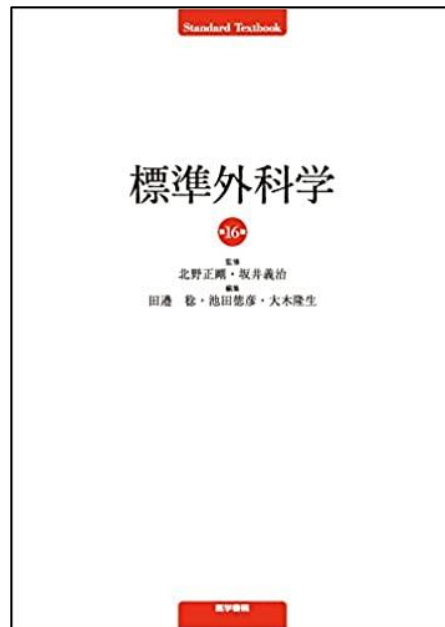 Standard Textbook
標準外科学
第16版
監修
北野正剛・坂井義治
編集
田邉 稔・池田徳彦・大木隆生
医学書院